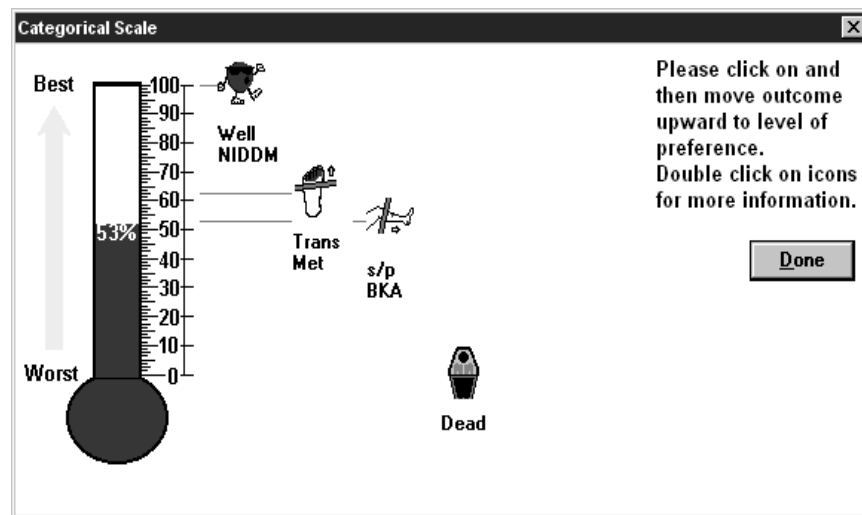 Categorical Scale
Best
Worst
100
90
80
70
60
50
40
30
20
10
0
53%
Well
NIDDM
Trans
Met
s/p
BKA
Dead
Please click on and
then move outcome
upward to level of
preference.
Double click on icons
for more information.
Done